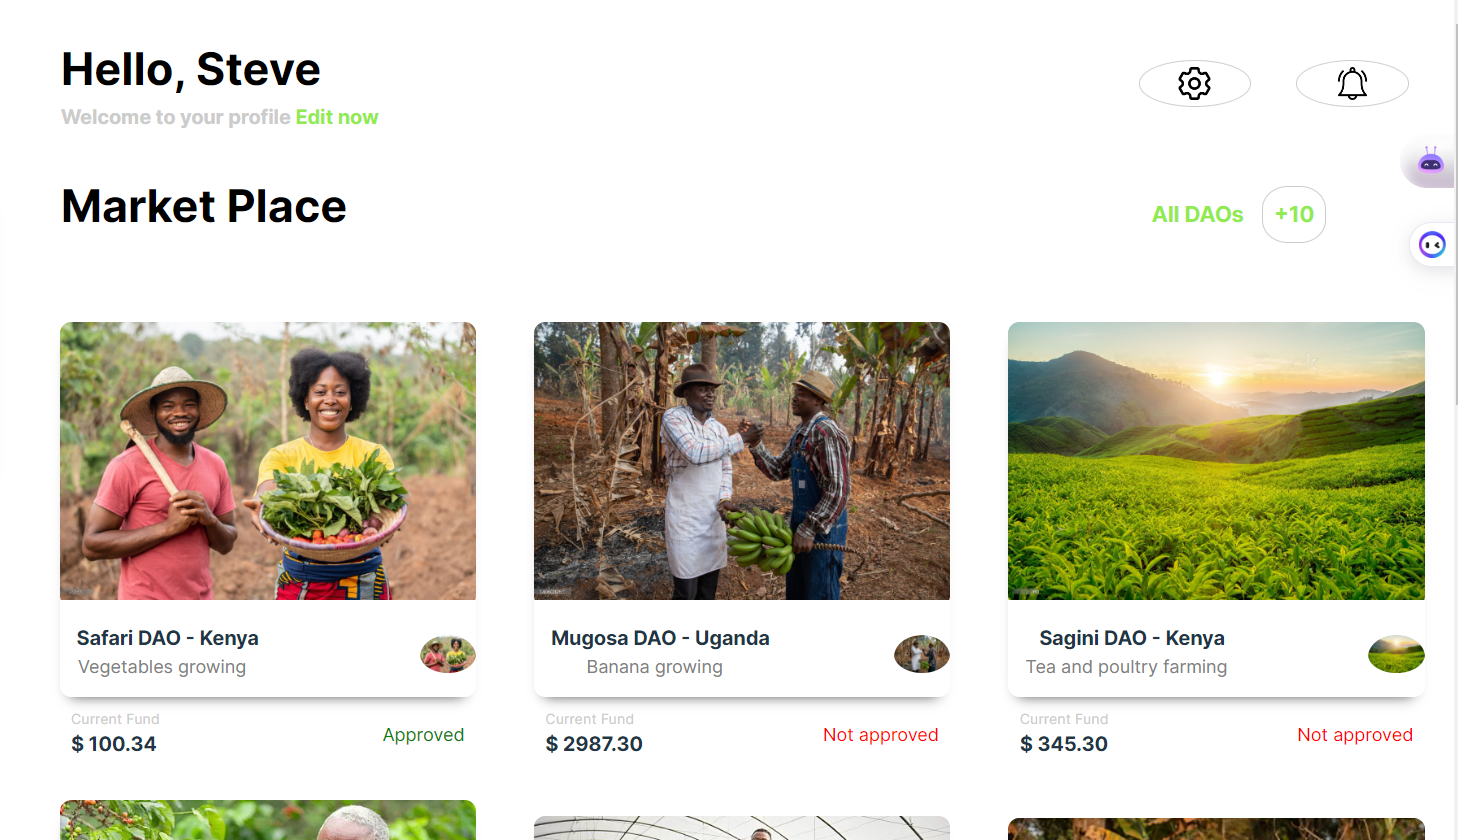 Hello, Steve
Welcome to your profile Edit now
Market Place
All DAOs +10
Safari DAO - Kenya
Vegetables growing
Current Fund
$ 100.34
Approved
Mugosa DAO - Uganda
Banana growing
Current Fund
$ 2987.30
Not approved
Sagini DAO - Kenya
Tea and poultry farming
Current Fund
$ 345.30
Not approved